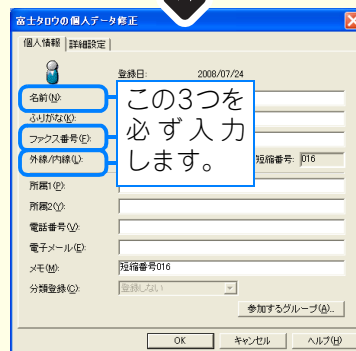 富士タロウの個人データ修正
個人情報 詳細設定
登録日: 2008/07/24
名前(N):
ふりがな(K):
ファクス番号(F):
外線/内線(L):
短縮番号: 016
この3つを
必ず入力
します。
所属1(P):
所属2(Y):
電話番号(V):
電子メール(E):
メモ(M): 短縮番号016
分類登録(C): 登録しない
参加するグループ(A)...
OK キャンセル ヘルプ(H)